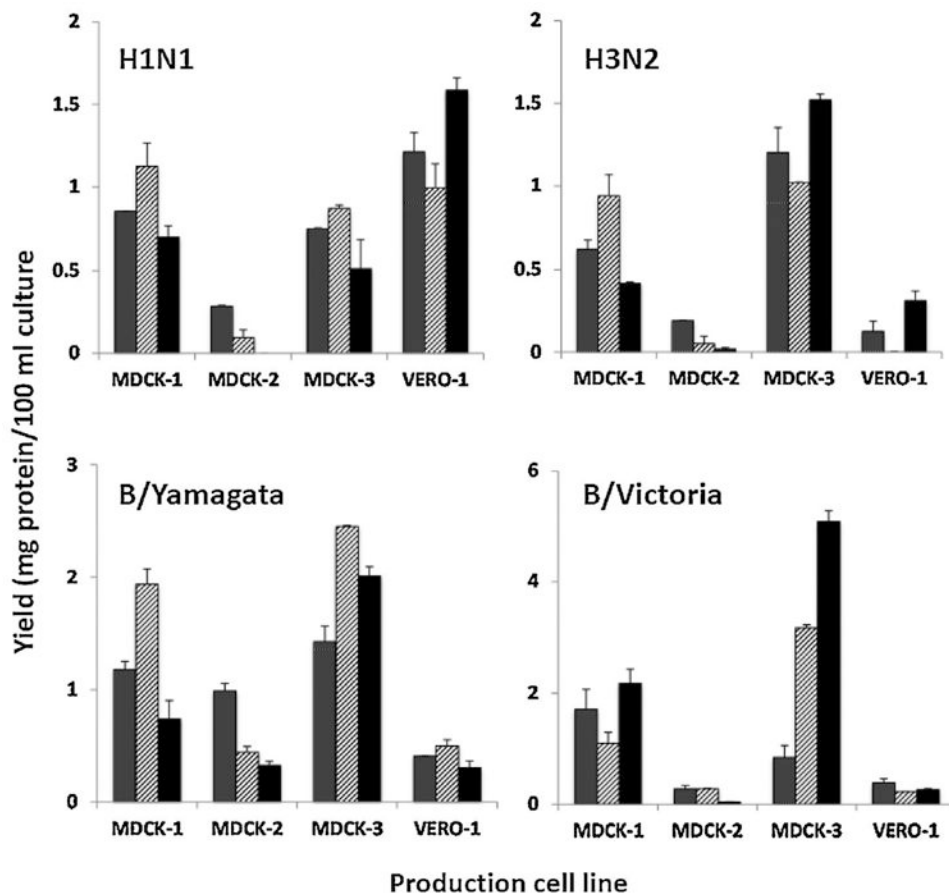 H1N1
2
1.5
1
0.5
0
MDCK-1 MDCK-2 MDCK-3 VERO-1
H3N2
2
1.5
1
0.5
0
MDCK-1 MDCK-2 MDCK-3 VERO-1
Yield (mg protein/100 ml culture
B/Yamagata
3
2
1
0
MDCK-1 MDCK-2 MDCK-3 VERO-1
B/Victoria
6
4
2
0
MDCK-1 MDCK-2 MDCK-3 VERO-1
Production cell line